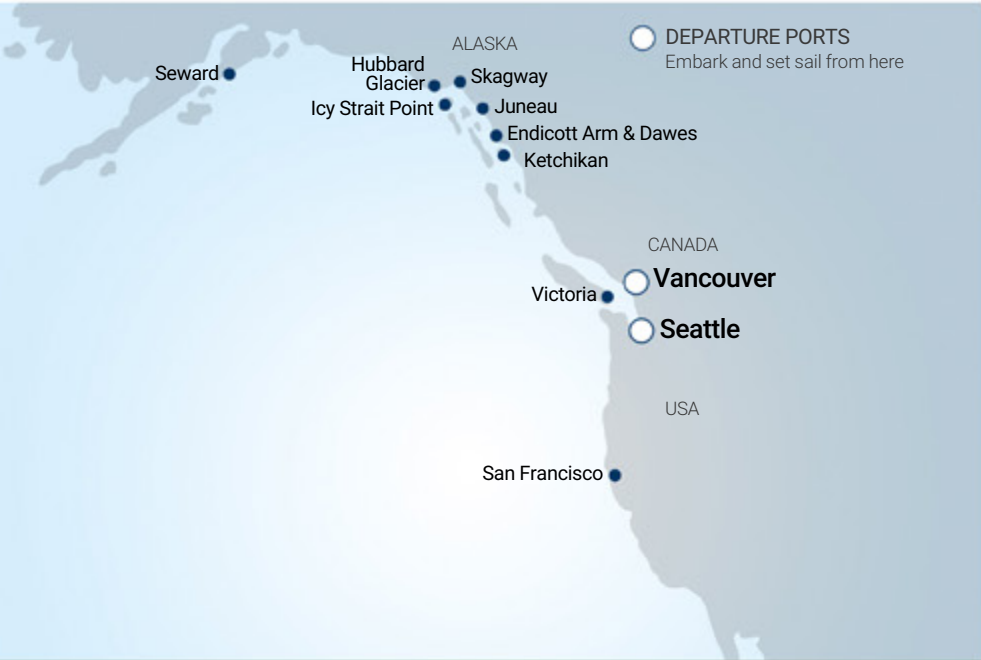 DEPARTURE PORTS
Embark and set sail from here
ALASKA
Seward
Hubbard
Glacier
Skagway
Icy Strait Point
Juneau
Endicott Arm & Dawes
Ketchikan
CANADA
Vancouver
Victoria
Seattle
USA
San Francisco